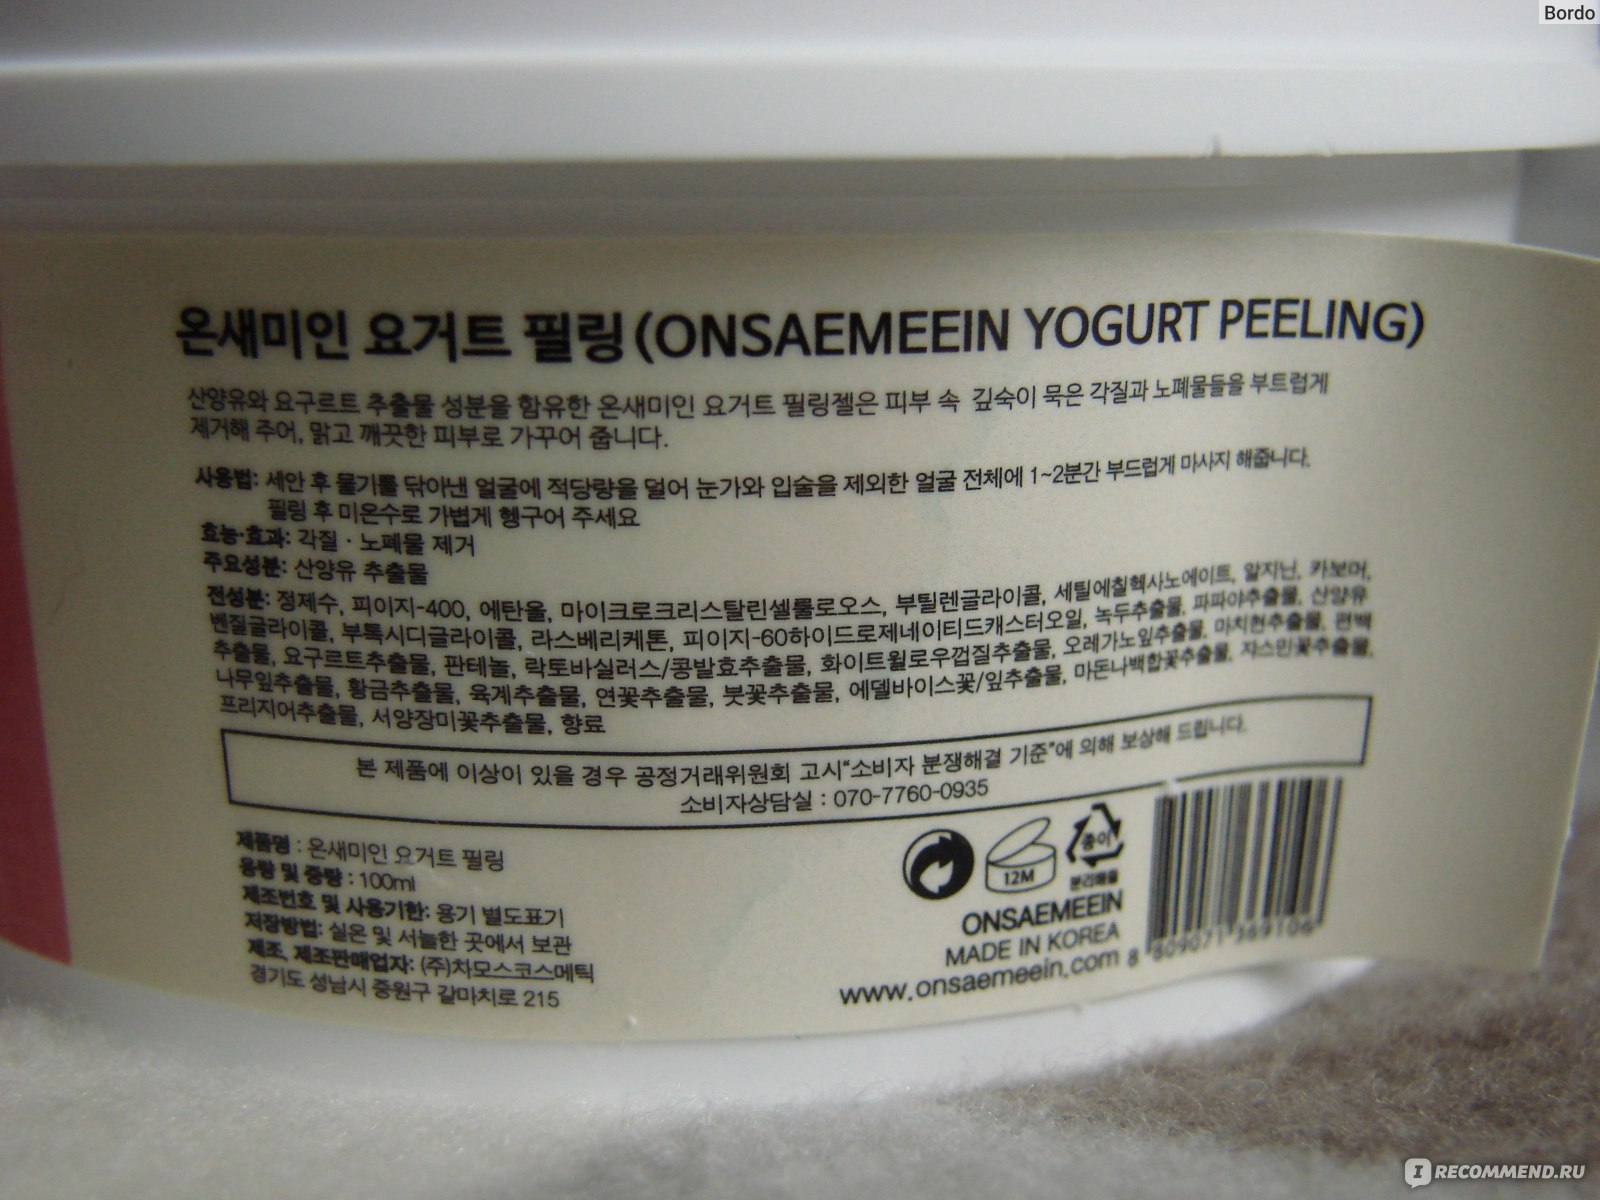 Bordo
온새미인 요거트 필링(ONSAEMEEIN YOGURT PEELING)
산양유와 요구르트 추출물 성분을 함유한 온새미인 요거트 필링젤은 피부 속 깊숙이 묵은 각질과 노폐물들을 부트럽게
제거해 주어, 맑고 깨끗한 피부로 가꾸어 줍니다.
사용법: 세안 후 물기를 닦아낸 얼굴에 적당량을 덜어 눈가와 입술을 제외한 얼굴 전체에 1~2분간 부드럽게 마사지 해줍니다.
필링 후 미온수로 가볍게 헹구어 주세요
효능·효과: 각질 · 노폐물 제거
주요성분: 산양유 추출물
전성분: 정제수, 피이지-400, 에탄올, 마이크로크리스탈린셀룰로오스, 부틸렌글라이콜, 세틸에칠헥사노에이트, 알지닌, 카보머,
벤질글라이콜, 부톡시디글라이콜, 라스베리케톤, 피이지-60하이드로제네이티드캐스터오일, 녹두추출물, 파파야추출물, 산양유
추출물, 요구르트추출물, 판테놀, 락토바실러스/콩발효추출물, 화이트윌로우껍질추출물, 오레가노잎추출물, 마치현추출물, 편백
나무잎추출물, 황금추출물, 육계추출물, 연꽃추출물, 붓꽃추출물, 에델바이스꽃/잎추출물, 마돈나백합꽃추출물, 자스민꽃추출물,
프리지어추출물, 서양장미꽃추출물, 향료
본 제품에 이상이 있을 경우 공정거래위원회 고시“소비자 분쟁해결 기준”에 의해 보상해 드립니다.
소비자상담실 : 070-7760-0935
제품명 : 온새미인 요거트 필링
용량 및 중량 : 100ml
제조번호 및 사용기한: 용기 별도표기
저장방법: 실온 및 서늘한 곳에서 보관
제조, 제조판매업자: (주)차모스코스메틱
경기도 성남시 중원구 갈마치로 215
12M
종이
분리배출
ONSAEMEEIN
MADE IN KOREA
www.onsaemeein.com
8 809071 369106
IRECOMMEND.RU